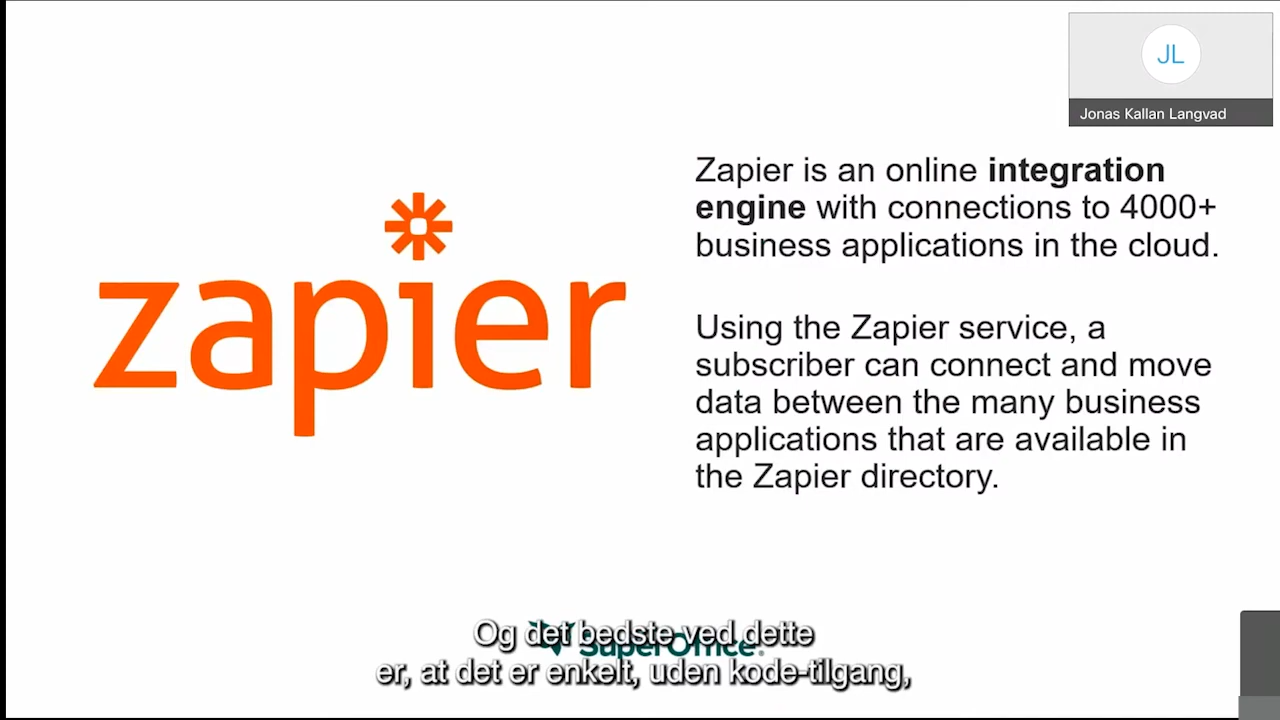 JL
Jonas Kallan Langvad
Zapier is an online integration
engine with connections to 4000+
business applications in the cloud.
zapier
Using the Zapier service, a
subscriber can connect and move
data between the many business
applications that are available in
the Zapier directory.
SuperOffice®
Og det bedste ved dette
er, at det er enkelt, uden kode-tilgang,